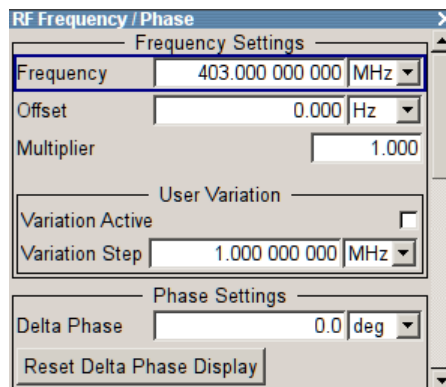 RF Frequency / Phase
Frequency Settings
Frequency 403.000 000 000 MHz
Offset 0.000 Hz
Multiplier 1.000
User Variation
Variation Active
Variation Step 1.000 000 000 MHz
Phase Settings
Delta Phase 0.0 deg
Reset Delta Phase Display